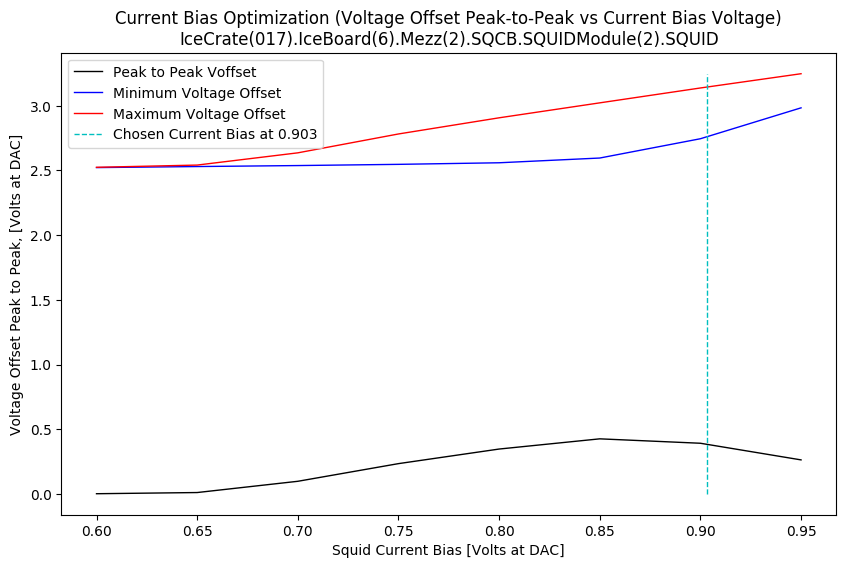 Current Bias Optimization (Voltage Offset Peak-to-Peak vs Current Bias Voltage)
IceCrate(017).IceBoard(6).Mezz(2).SQCB.SQUIDModule(2).SQUID
Peak to Peak Voffset
Minimum Voltage Offset
Maximum Voltage Offset
Chosen Current Bias at 0.903
Voltage Offset Peak to Peak, [Volts at DAC]
3.0
2.5
2.0
1.5
1.0
0.5
0.0
0.60 0.65 0.70 0.75 0.80 0.85 0.90 0.95
Squid Current Bias [Volts at DAC]